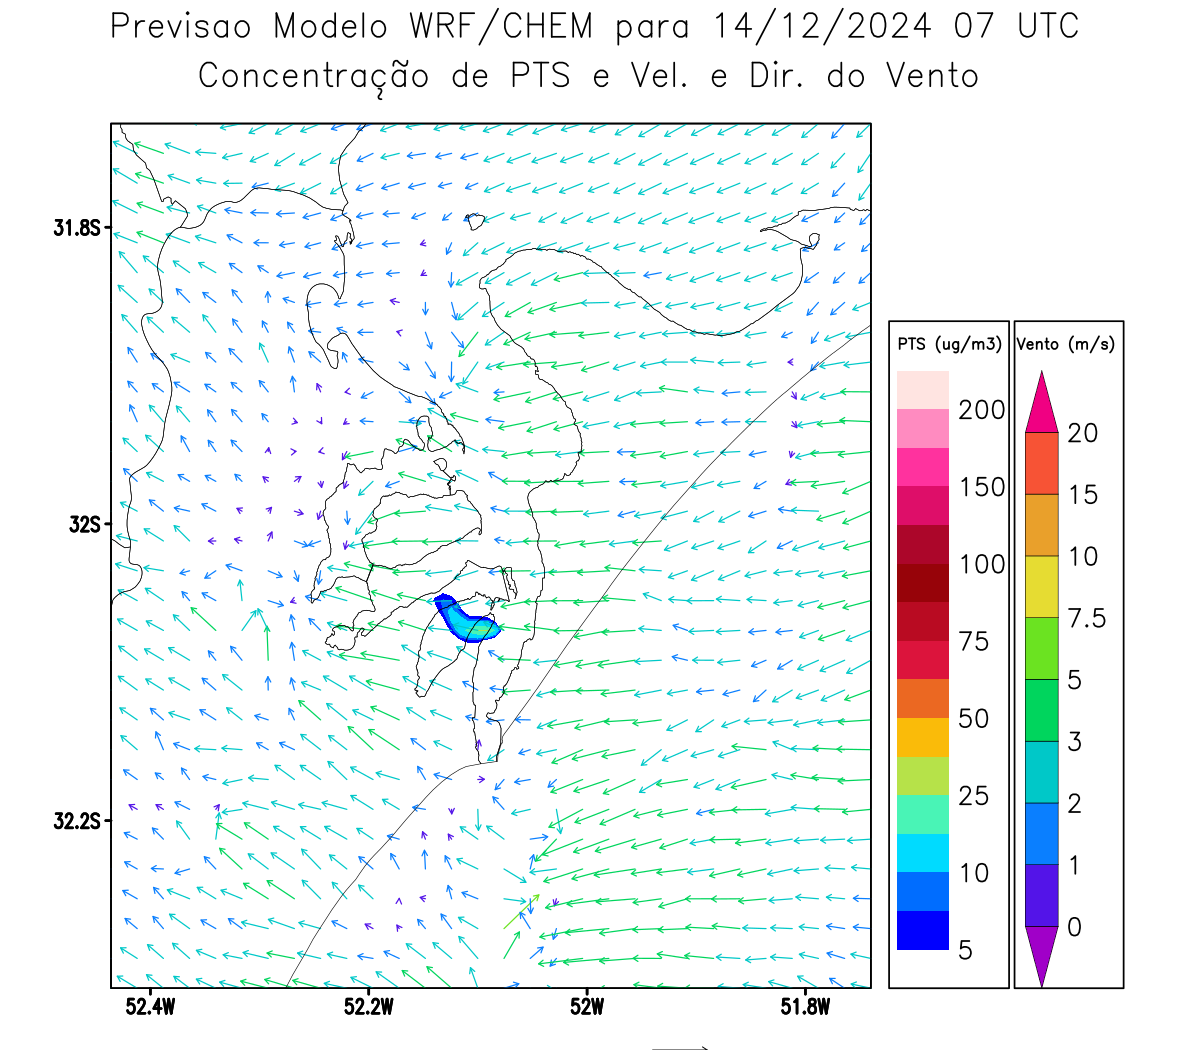 Previsao Modelo WRF/CHEM para 14/12/2024 07 UTC
Concentração de PTS e Vel. e Dir. do Vento
31.8S
32S
32.2S
52.4W 52.2W 52W 51.8W
PTS (ug/m3)
200
150
100
75
50
25
10
5
Vento (m/s)
20
15
10
7.5
5
3
2
1
0